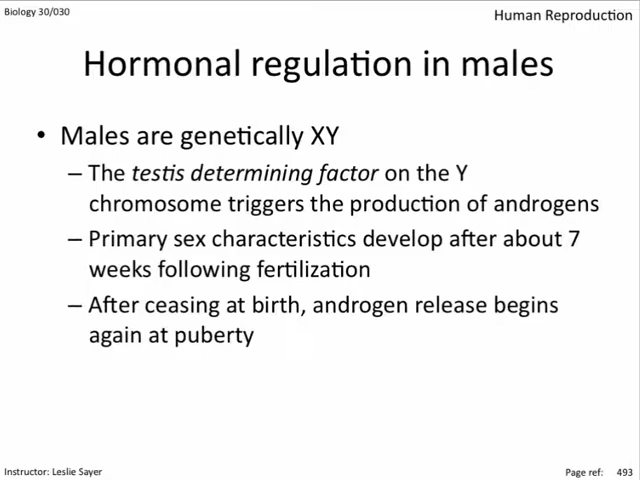 Biology 30/030
Human Reproduction
Hormonal regulation in males
• Males are genetically XY
– The testis determining factor on the Y
chromosome triggers the production of androgens
– Primary sex characteristics develop after about 7
weeks following fertilization
– After ceasing at birth, androgen release begins
again at puberty
Instructor: Leslie Sayer
Page ref: 493